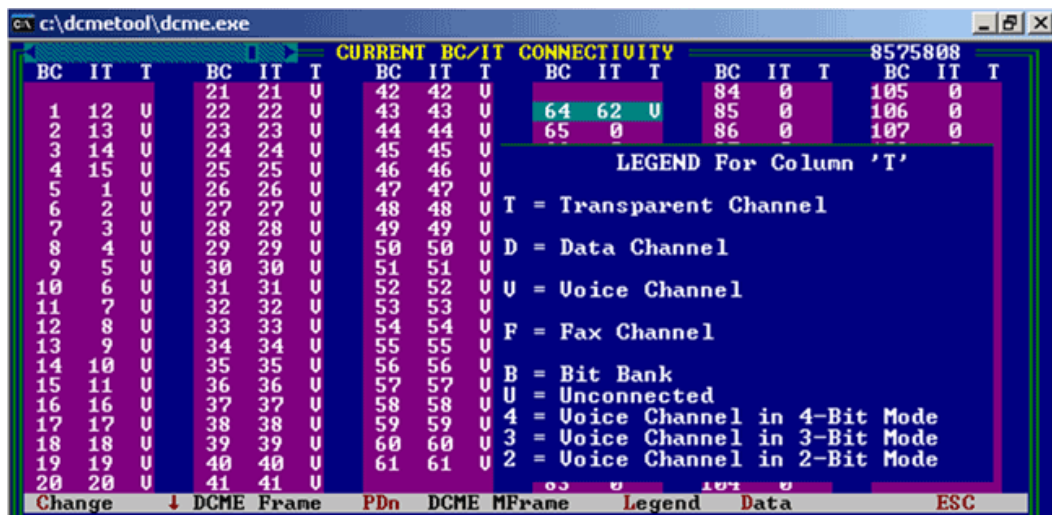 c:\dcmetool\dcme.exe
CURRENT BC/IT CONNECTIVITY 8575808
BC IT T BC IT T BC IT T BC IT T BC IT T BC IT T
21 21 V 42 42 V 84 0 105 0
1 12 V 22 22 V 43 43 V 64 62 V 85 0 106 0
2 13 V 23 23 V 44 44 V 65 0 86 0 107 0
3 14 V 24 24 V 45 45 V
4 15 V 25 25 V 46 46 V
5 1 V 26 26 V 47 47 V
6 2 V 27 27 V 48 48 V
7 3 V 28 28 V 49 49 V
8 4 V 29 29 V 50 50 V
9 5 V 30 30 V 51 51 V
10 6 V 31 31 V 52 52 V
11 7 V 32 32 V 53 53 V
12 8 V 33 33 V 54 54 V
13 9 V 34 34 V 55 55 V
14 10 V 35 35 V 56 56 V
15 11 V 36 36 V 57 57 V
16 16 V 37 37 V 58 58 V
17 17 V 38 38 V 59 59 V
18 18 V 39 39 V 60 60 V
19 19 V 40 40 V 61 61 V
20 20 V 41 41 V 83 0 104 0
LEGEND For Column 'T'
T = Transparent Channel
D = Data Channel
V = Voice Channel
F = Fax Channel
B = Bit Bank
U = Unconnected
4 = Voice Channel in 4-Bit Mode
3 = Voice Channel in 3-Bit Mode
2 = Voice Channel in 2-Bit Mode
Change ↓ DCME Frame PDn DCME MFrame Legend Data ESC